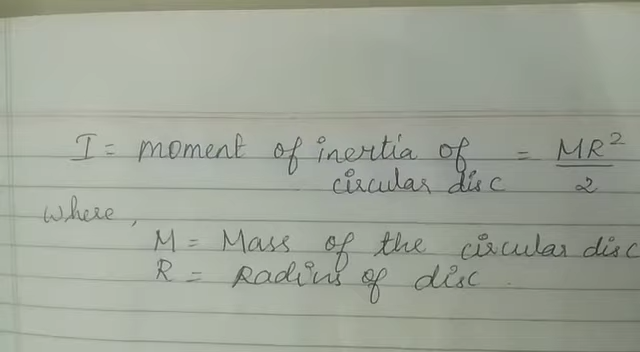 I = moment of inertia of = MR²/2
circular disc
where,
M = Mass of the circular disc
R = Radius of disc.